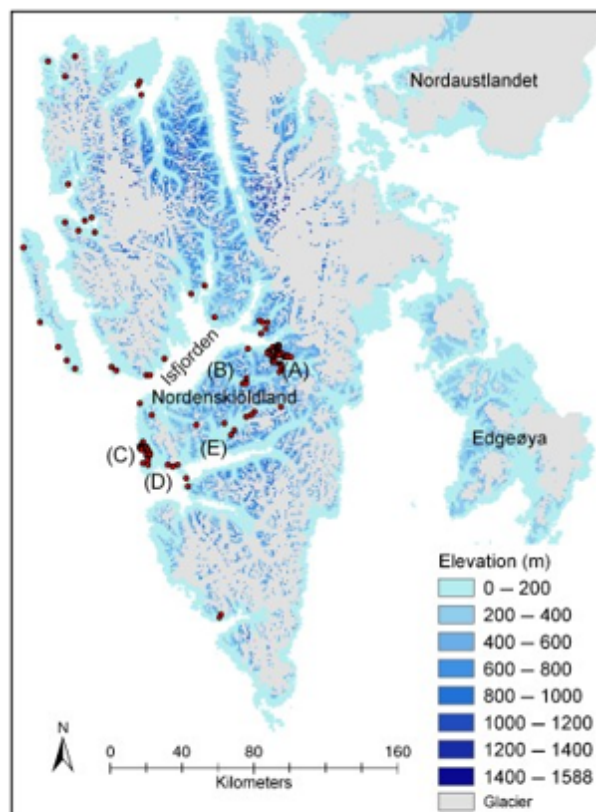 Nordaustlandet
Isfjorden
(A)
(B)
Nordenskiöldland
Edgeøya
(E)
(C)
(D)
Elevation (m)
0 – 200
200 – 400
400 – 600
600 – 800
800 – 1000
1000 – 1200
1200 – 1400
1400 – 1588
Glacier
N
0 40 80 160
Kilometers